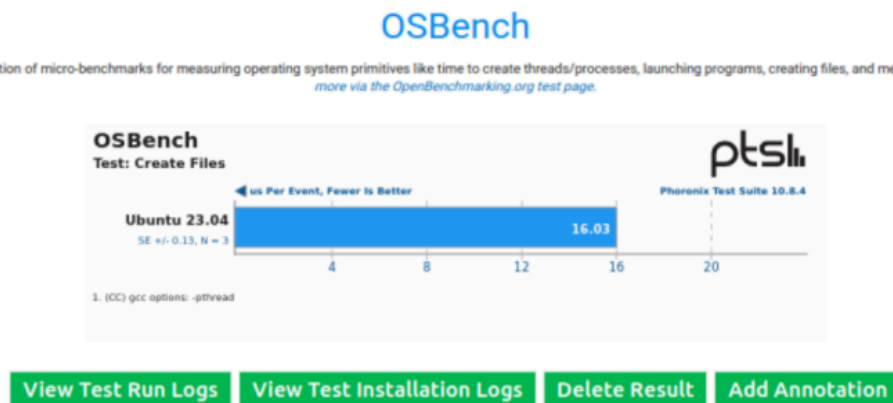 OSBench
tion of micro-benchmarks for measuring operating system primitives like time to create threads/processes, launching programs, creating files, and me
more via the OpenBenchmarking.org test page.
OSBench
Test: Create Files
ptsl
us Per Event, Fewer Is Better
Phoronix Test Suite 10.8.4
Ubuntu 23.04
16.03
SE +/- 0.13, N = 3
4 8 12 16 20
1. (CC) gcc options: -pthread
View Test Run Logs View Test Installation Logs Delete Result Add Annotation